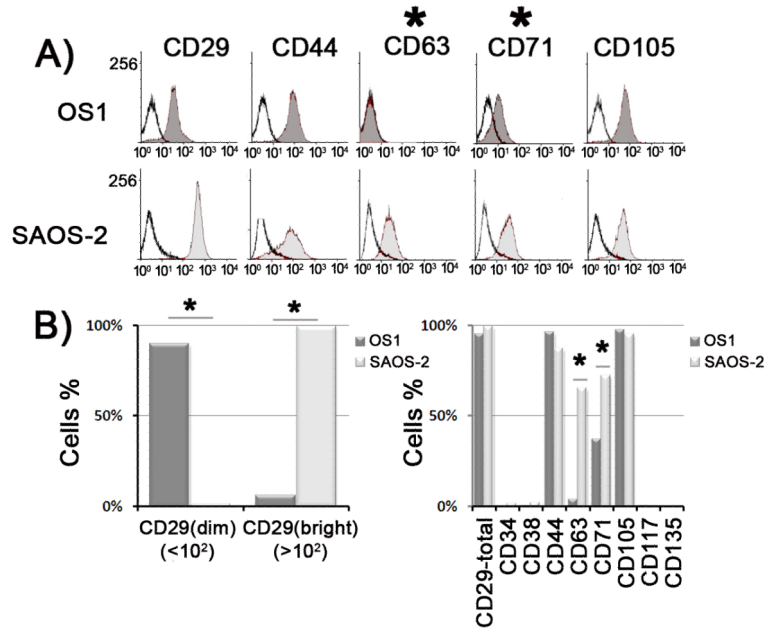 A)
CD29 CD44 * CD63 * CD71 CD105
OS1
256
10⁰ 10¹ 10² 10³ 10⁴ 10⁰ 10¹ 10² 10³ 10⁴ 10⁰ 10¹ 10² 10³ 10⁴ 10⁰ 10¹ 10² 10³ 10⁴ 10⁰ 10¹ 10² 10³ 10⁴
SAOS-2
256
10⁰ 10¹ 10² 10³ 10⁴ 10⁰ 10¹ 10² 10³ 10⁴ 10⁰ 10¹ 10² 10³ 10⁴ 10⁰ 10¹ 10² 10³ 10⁴ 10⁰ 10¹ 10² 10³ 10⁴
B)
Cells %
100%
50%
0%
* *
OS1
SAOS-2
CD29(dim) CD29(bright)
(<10²) (>10²)
Cells %
100%
50%
0%
* *
OS1
SAOS-2
CD29-total
CD34
CD38
CD44
CD63
CD71
CD105
CD117
CD135